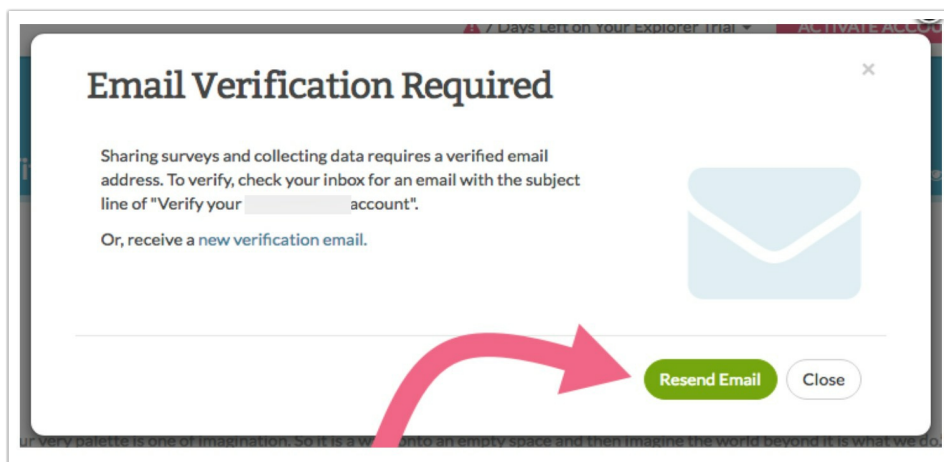 7 Days Left on Your Explorer Trial
ACTIVATE
Email Verification Required
×
Sharing surveys and collecting data requires a verified email
address. To verify, check your inbox for an email with the subject
line of "Verify your account".
Or, receive a new verification email.
Resend Email
Close
very palette is one of imagination. So it is a onto an empty space and then imagine the world beyond it is what we do.